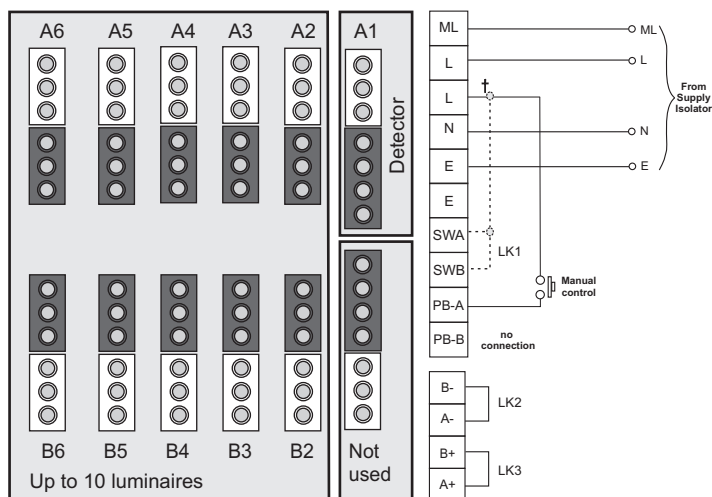 A6 A5 A4 A3 A2
A1
Detector
B6 B5 B4 B3 B2
Up to 10 luminaires
Not
used
ML
L
L
N
E
E
SWA
SWB
PB-A
PB-B
†
LK1
ML
L
N
E
From
Supply
Isolator
Manual
control
no
connection
B-
A-
LK2
B+
A+
LK3